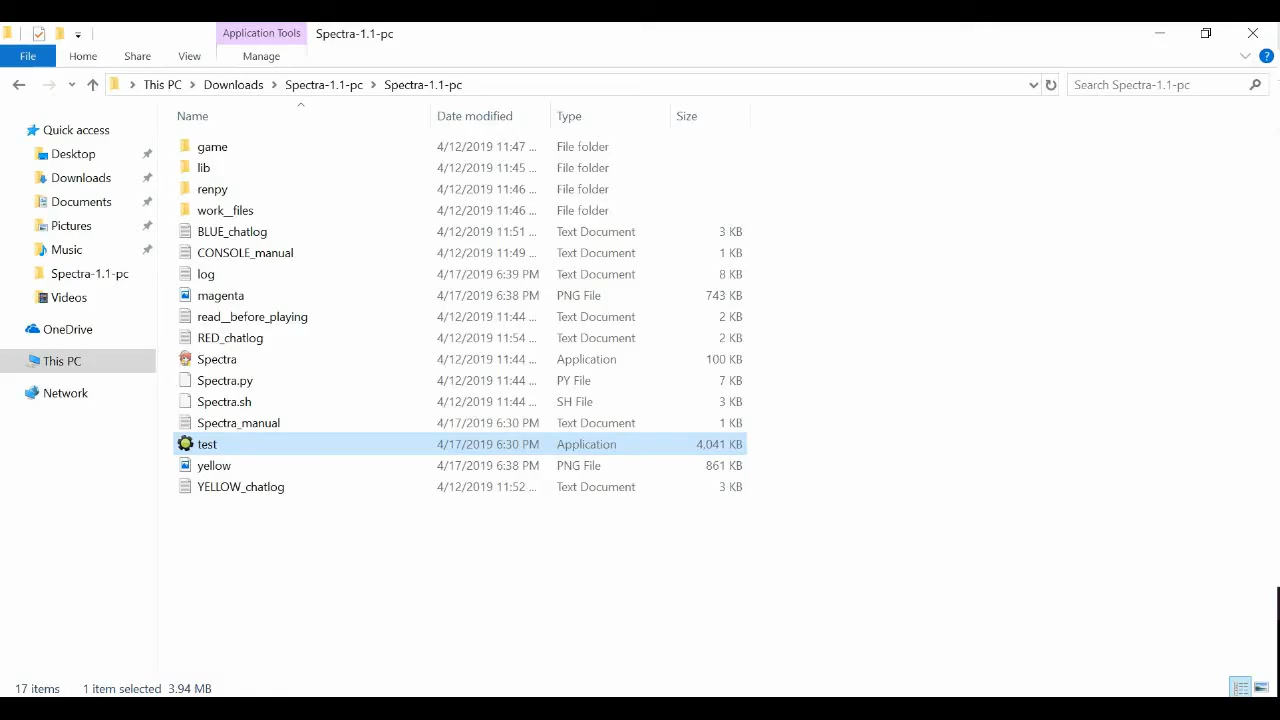 Application Tools Spectra-1.1-pc
File Home Share View Manage
This PC Downloads Spectra-1.1-pc Spectra-1.1-pc Search Spectra-1.1-pc
Name Date modified Type Size
Quick access
Desktop
Downloads
Documents
Pictures
Music
Spectra-1.1-pc
Videos
OneDrive
This PC
Network
game 4/12/2019 11:47 ... File folder
lib 4/12/2019 11:45 ... File folder
renpy 4/12/2019 11:46 ... File folder
work__files 4/12/2019 11:46 ... File folder
BLUE_chatlog 4/12/2019 11:51 ... Text Document 3 KB
CONSOLE_manual 4/12/2019 11:49 ... Text Document 1 KB
log 4/17/2019 6:39 PM Text Document 8 KB
magenta 4/17/2019 6:38 PM PNG File 743 KB
read__before_playing 4/12/2019 11:44 ... Text Document 2 KB
RED_chatlog 4/12/2019 11:54 ... Text Document 2 KB
Spectra 4/12/2019 11:44 ... Application 100 KB
Spectra.py 4/12/2019 11:44 ... PY File 7 KB
Spectra.sh 4/12/2019 11:44 ... SH File 3 KB
Spectra_manual 4/17/2019 6:30 PM Text Document 1 KB
test 4/17/2019 6:30 PM Application 4,041 KB
yellow 4/17/2019 6:38 PM PNG File 861 KB
YELLOW_chatlog 4/12/2019 11:52 ... Text Document 3 KB
17 items 1 item selected 3.94 MB